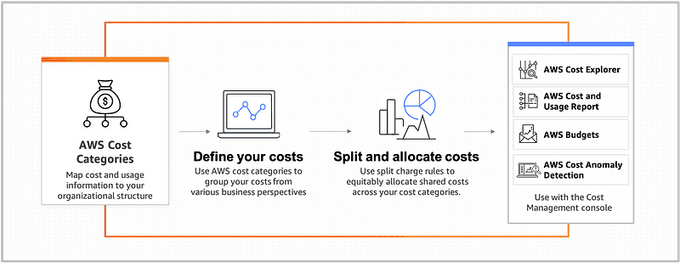 AWS Cost
Categories
Map cost and usage
information to your
organizational structure
Define your costs
Use AWS cost categories to
group your costs from
various business perspectives
Split and allocate costs
Use split charge rules to
equitably allocate shared costs
across your cost categories.
AWS Cost Explorer
AWS Cost and
Usage Report
AWS Budgets
AWS Cost Anomaly
Detection
Use with the Cost
Management console